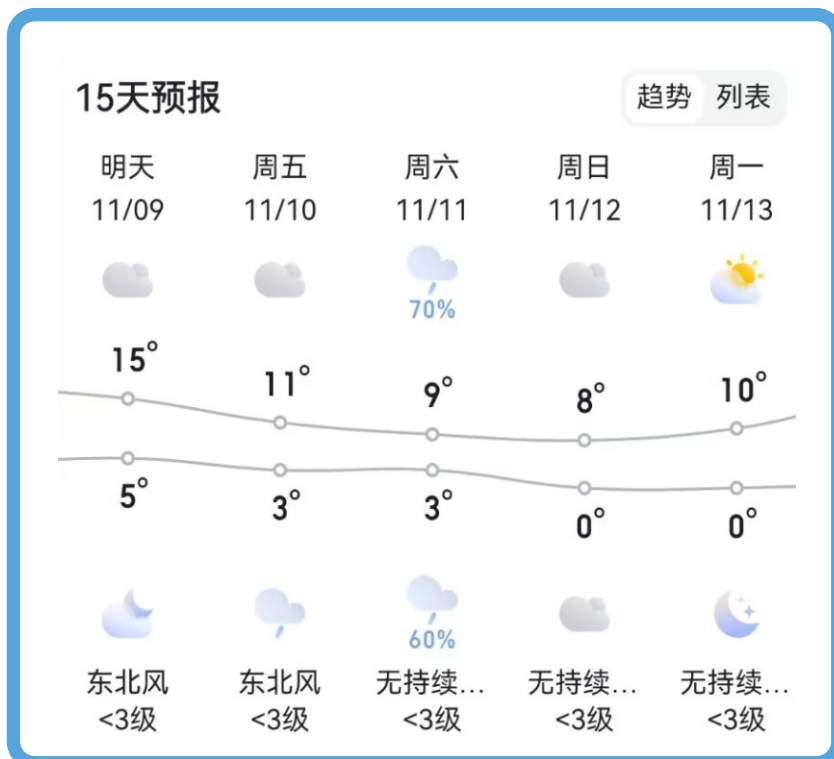 15天预报 趋势 列表
明天 周五 周六 周日 周一
11/09 11/10 11/11 11/12 11/13
70%
15° 11° 9° 8° 10°
5° 3° 3° 0° 0°
60%
东北风 东北风 无持续... 无持续... 无持续...
<3级 <3级 <3级 <3级 <3级